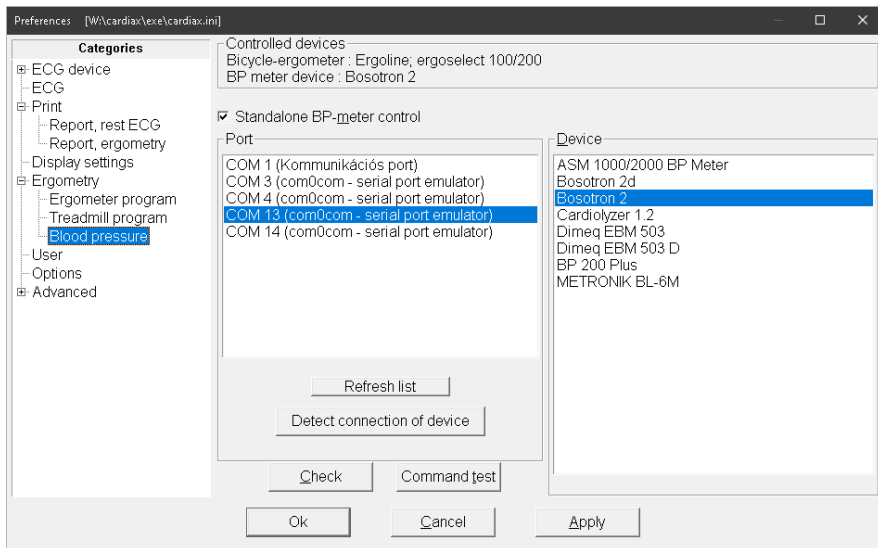 Preferences [W:\cardiax\exe\cardiax.ini]
Categories
ECG device
ECG
Print
Report, rest ECG
Report, ergometry
Display settings
Ergometry
Ergometer program
Treadmill program
Blood pressure
User
Options
Advanced
Controlled devices
Bicycle-ergometer : Ergoline; ergoselect 100/200
BP meter device : Bosotron 2
Standalone BP-meter control
Port
COM 1 (Kommunikációs port)
COM 3 (com0com - serial port emulator)
COM 4 (com0com - serial port emulator)
COM 13 (com0com - serial port emulator)
COM 14 (com0com - serial port emulator)
Refresh list
Detect connection of device
Device
ASM 1000/2000 BP Meter
Bosotron 2d
Bosotron 2
Cardiolyzer 1.2
Dimeq EBM 503
Dimeq EBM 503 D
BP 200 Plus
METRONIK BL-6M
Check
Command test
Ok
Cancel
Apply